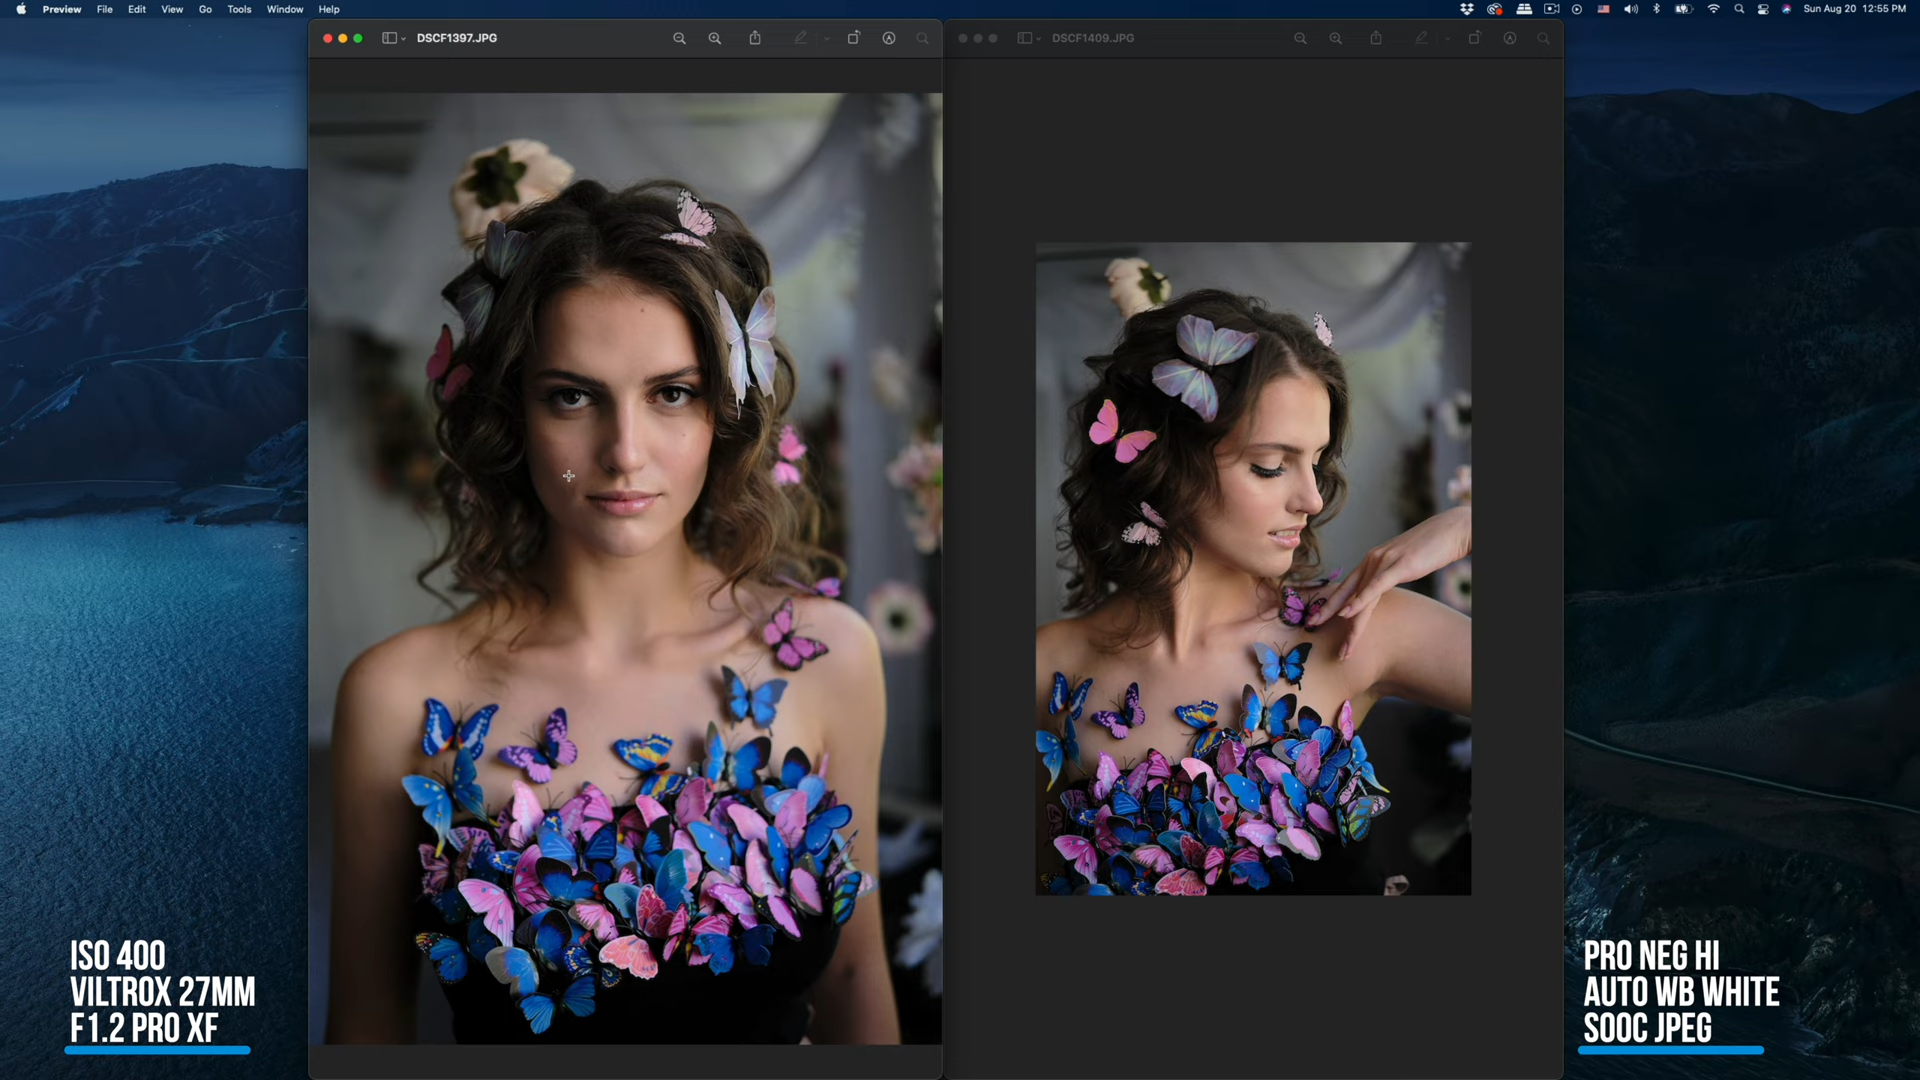 Preview File Edit View Go Tools Window Help Sun Aug 20 12:55 PM
DSCF1397.JPG
DSCF1409.JPG
ISO 400
VILTROX 27MM
F1.2 PRO XF
PRO NEG HI
AUTO WB WHITE
SOOC JPEG